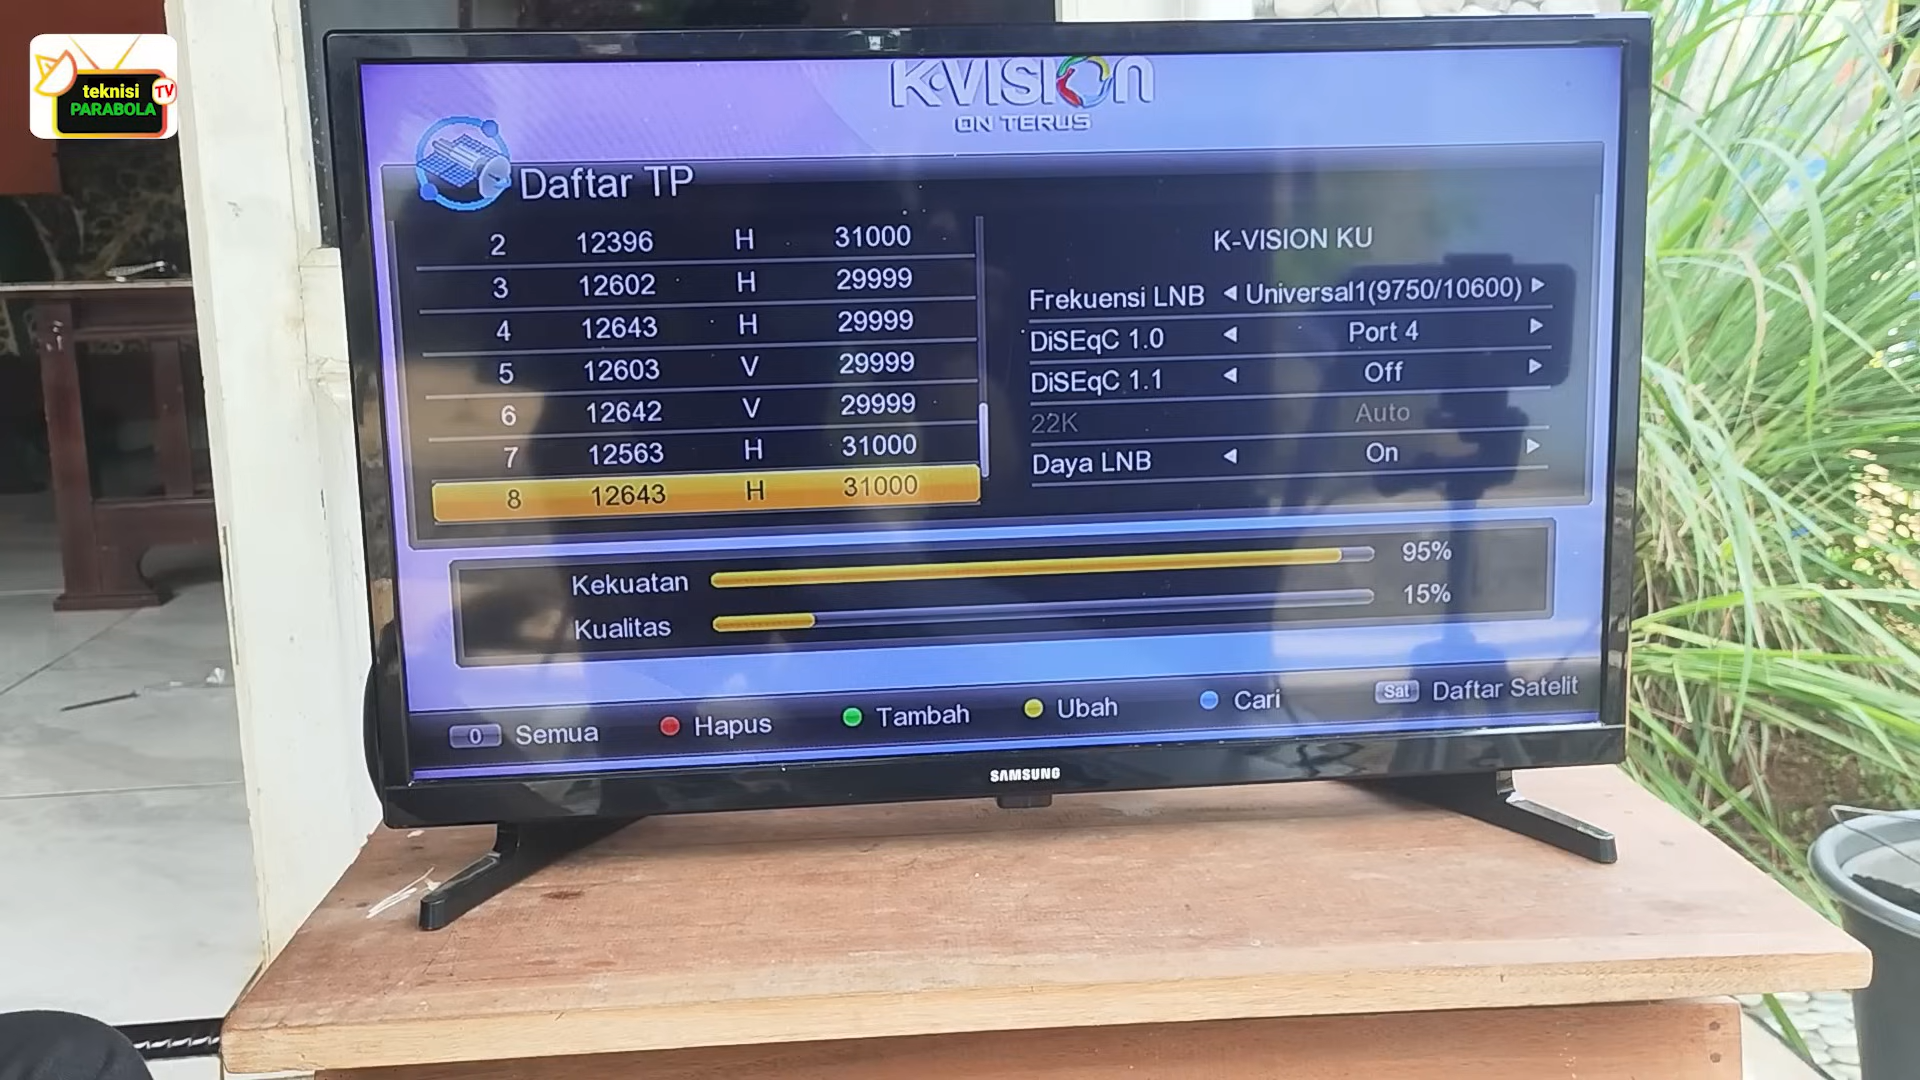 teknisi TV
PARABOLA
K-VISION
ON TERUS
Daftar TP
2 12396 H 31000
3 12602 H 29999
4 12643 H 29999
5 12603 V 29999
6 12642 V 29999
7 12563 H 31000
8 12643 H 31000
K-VISION KU
Frekuensi LNB Universal1(9750/10600)
DiSEqC 1.0 Port 4
DiSEqC 1.1 Off
22K Auto
Daya LNB On
Kekuatan 95%
Kualitas 15%
0 Semua Hapus Tambah Ubah Cari Sat Daftar Satelit
SAMSUNG